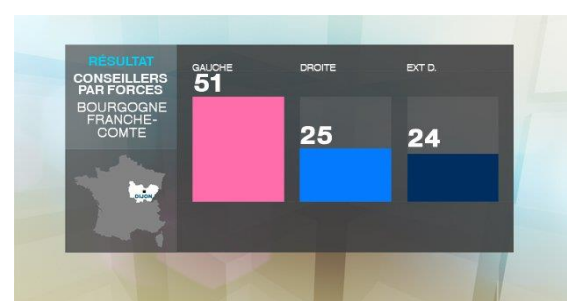 RÉSULTAT
CONSEILLERS
PAR FORCES
BOURGOGNE
FRANCHE-
COMTE
DIJON
GAUCHE
51
DROITE
25
EXT D.
24